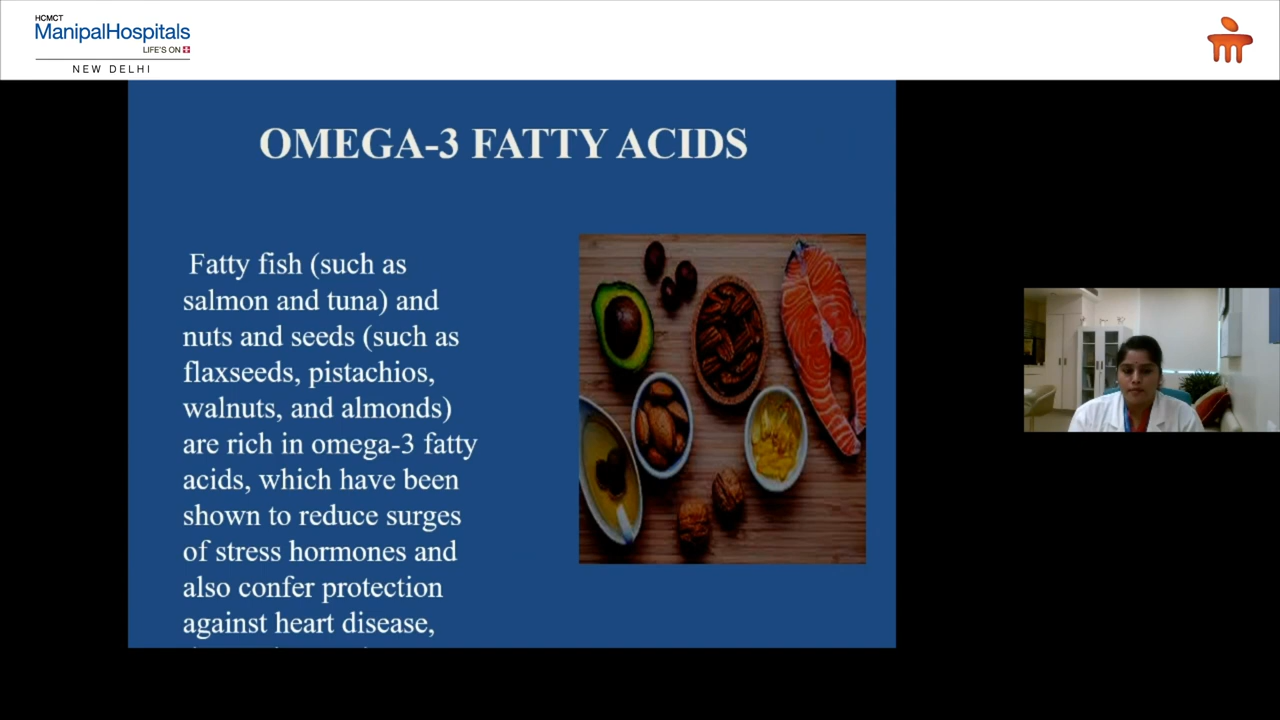 HCMCT
ManipalHospitals
LIFE'S ON
NEW DELHI
OMEGA-3 FATTY ACIDS
Fatty fish (such as
salmon and tuna) and
nuts and seeds (such as
flaxseeds, pistachios,
walnuts, and almonds)
are rich in omega-3 fatty
acids, which have been
shown to reduce surges
of stress hormones and
also confer protection
against heart disease,